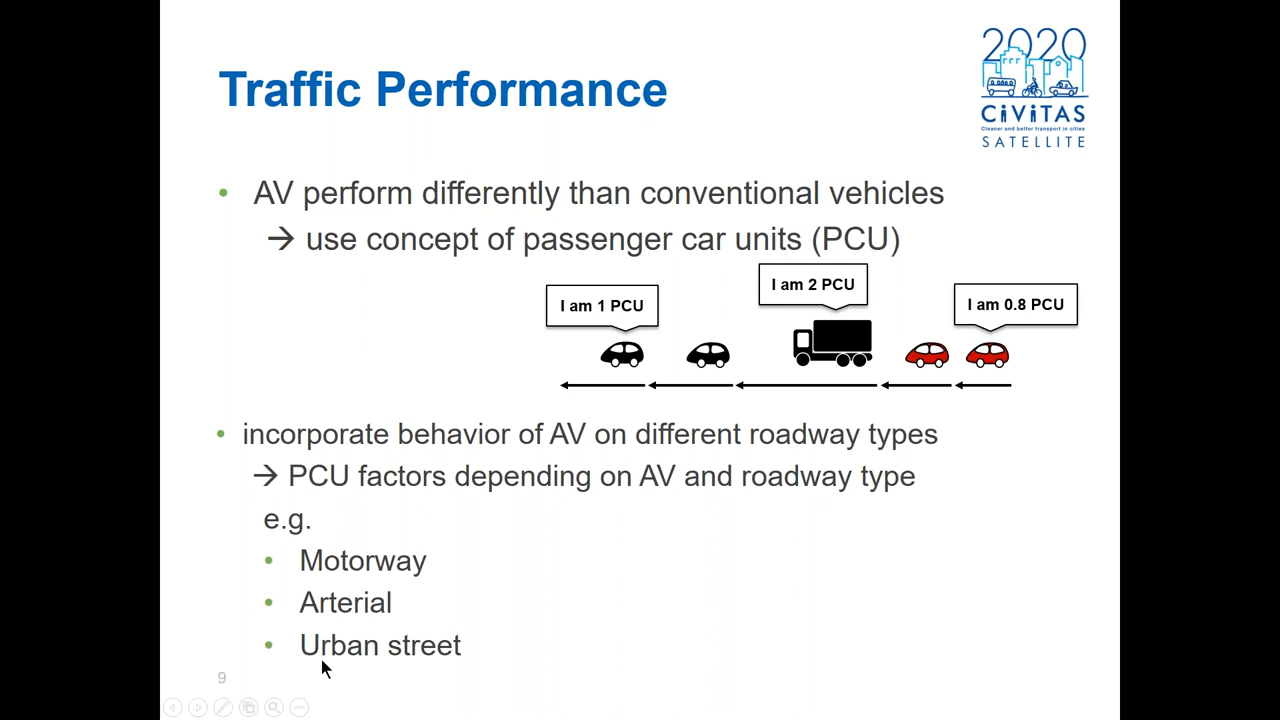 2020
CiViTAS
Cleaner and better transport in cities
SATELLITE
Traffic Performance
• AV perform differently than conventional vehicles
→ use concept of passenger car units (PCU)
I am 1 PCU
I am 2 PCU
I am 0.8 PCU
• incorporate behavior of AV on different roadway types
→ PCU factors depending on AV and roadway type
e.g.
• Motorway
• Arterial
• Urban street
9